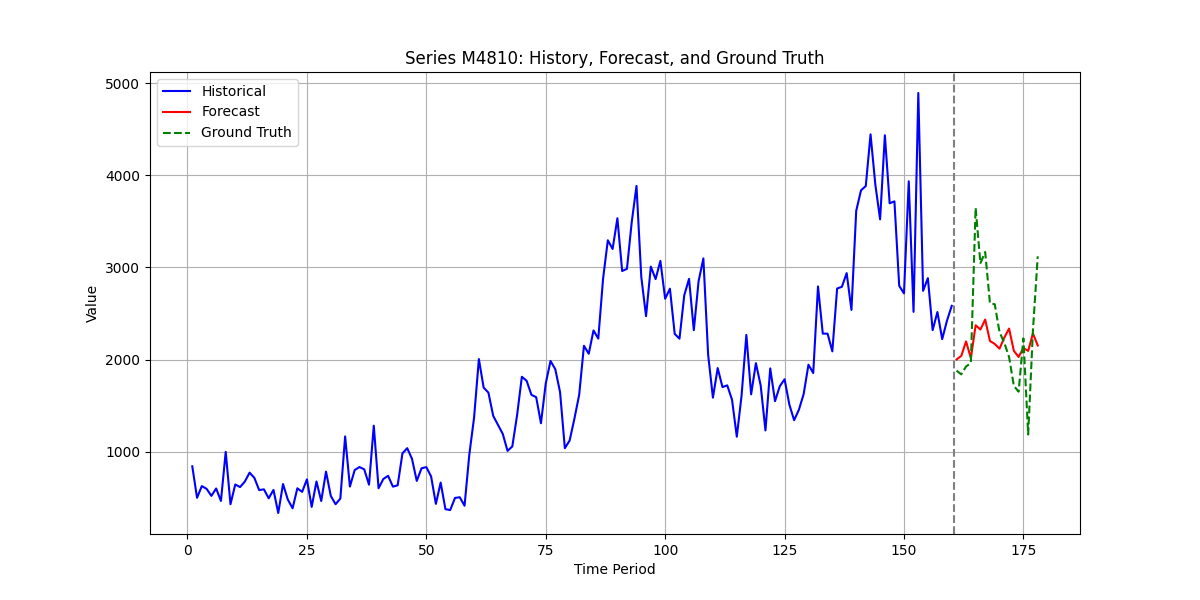 Series M4810: History, Forecast, and Ground Truth
Historical
Forecast
Ground Truth
5000
4000
3000
2000
1000
Value
0 25 50 75 100 125 150 175
Time Period